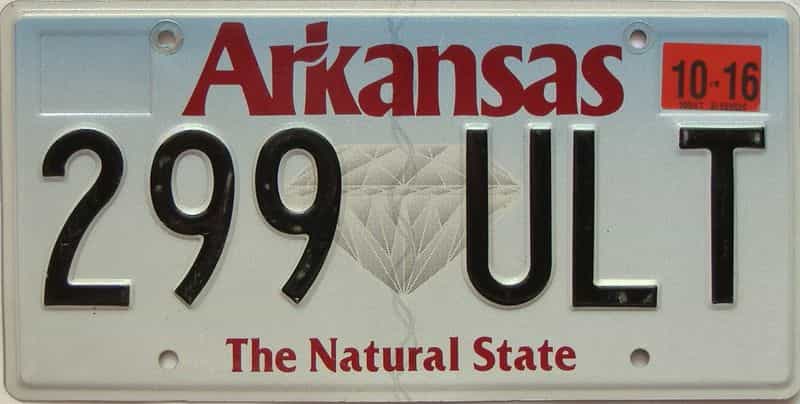 Arkansas
10-16
299 ULT
The Natural State